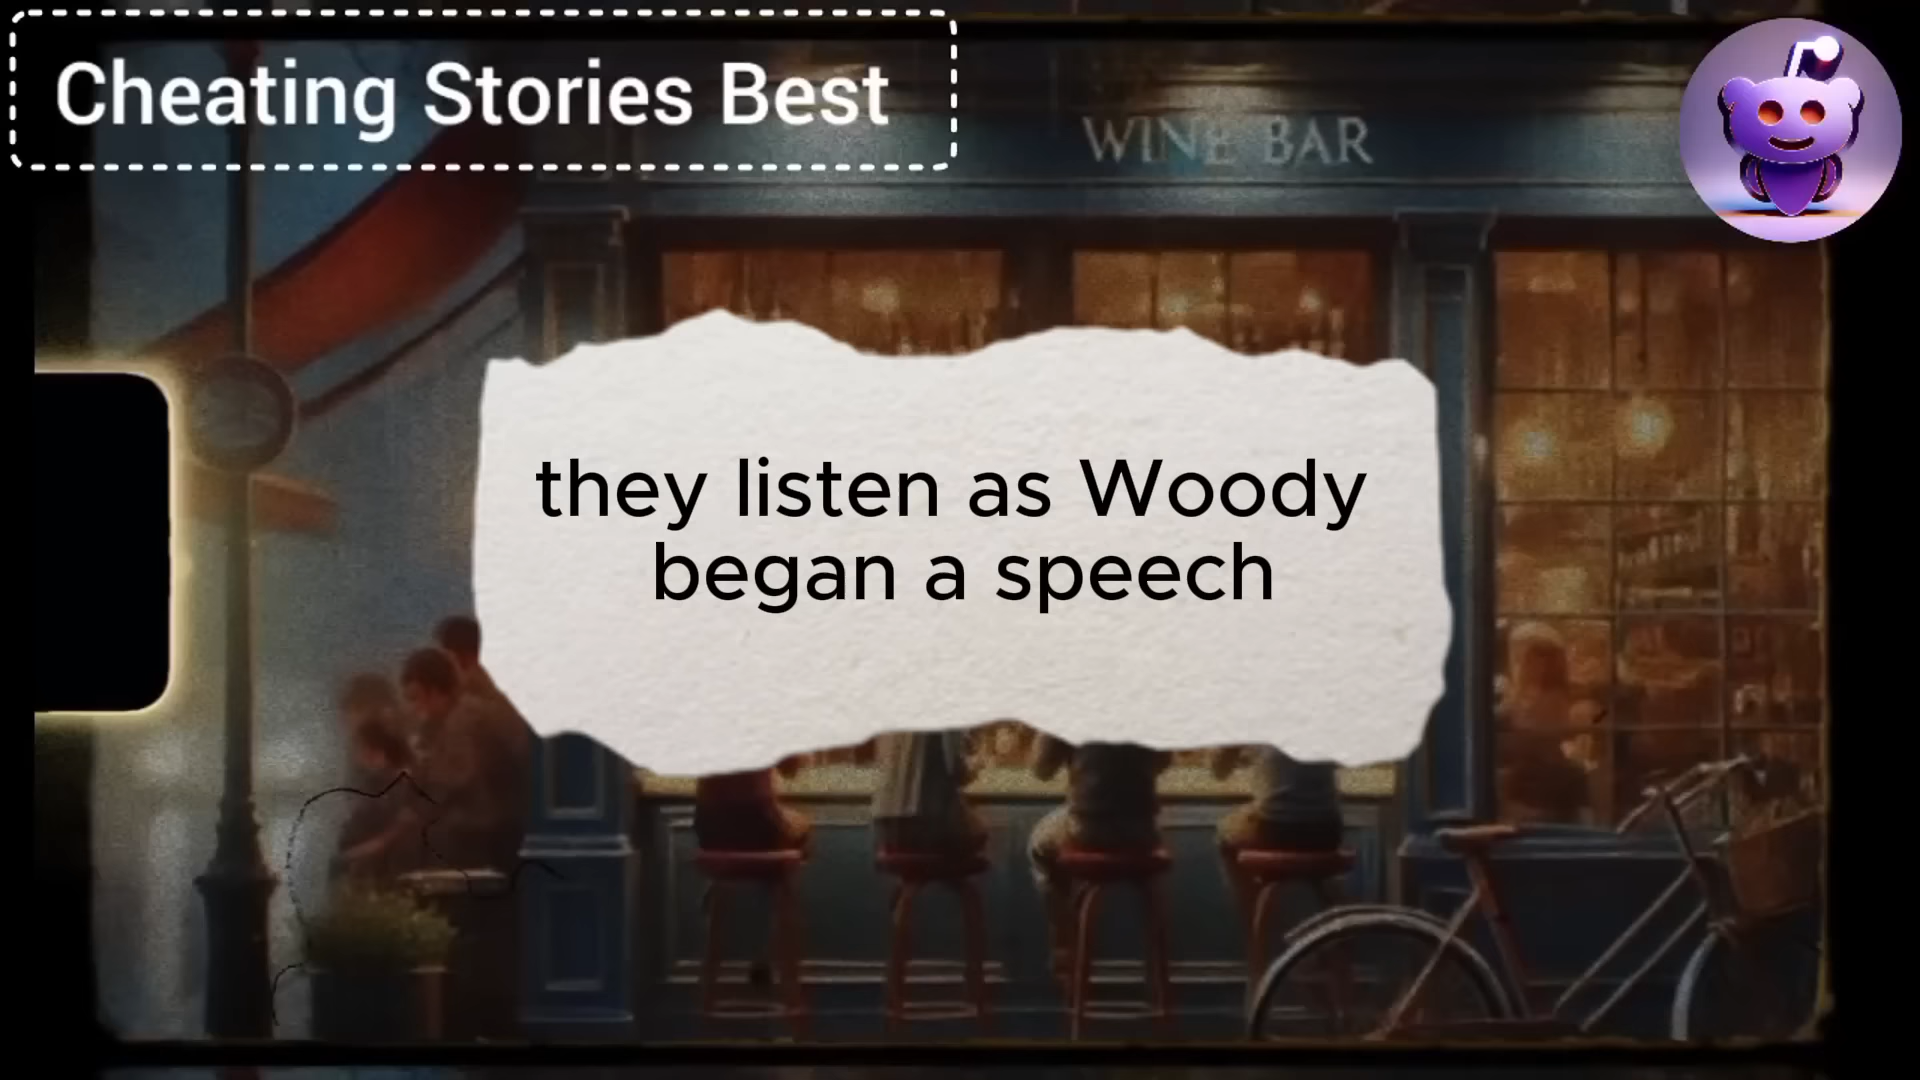 Cheating Stories Best
WINE BAR
they listen as Woody
began a speech